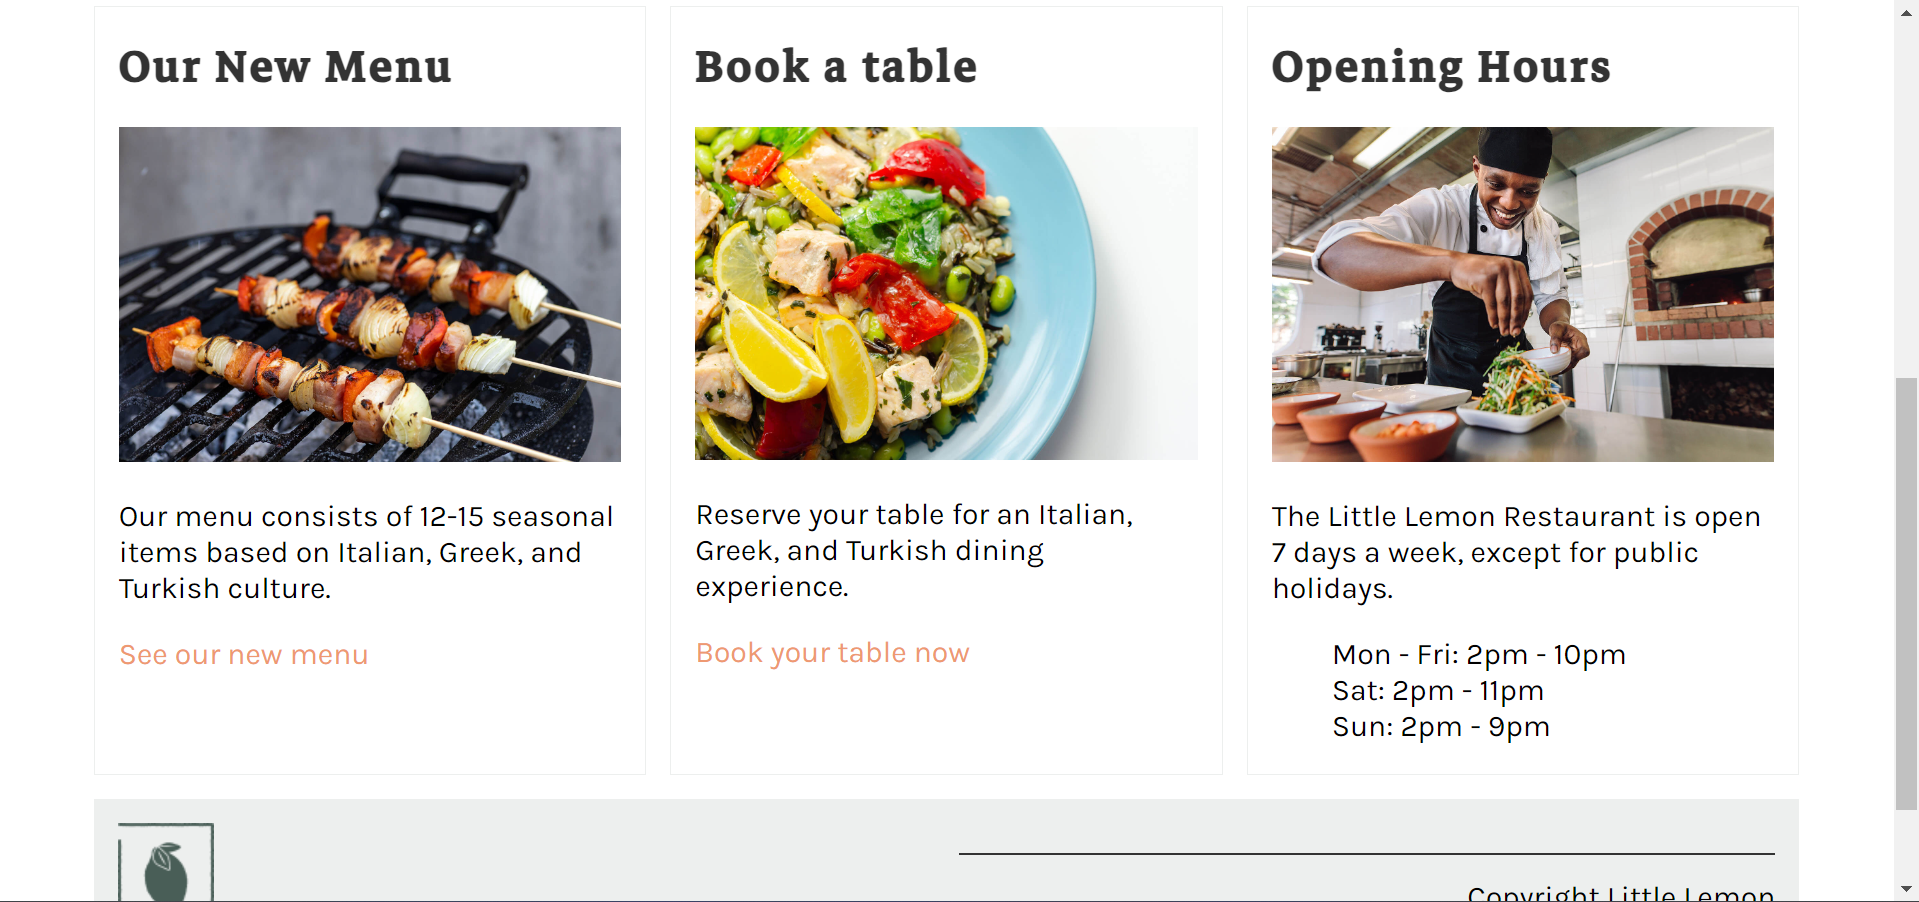 Our New Menu
Our menu consists of 12-15 seasonal
items based on Italian, Greek, and
Turkish culture.
See our new menu
Book a table
Reserve your table for an Italian,
Greek, and Turkish dining
experience.
Book your table now
Opening Hours
The Little Lemon Restaurant is open
7 days a week, except for public
holidays.
Mon - Fri: 2pm - 10pm
Sat: 2pm - 11pm
Sun: 2pm - 9pm
Copyright Little Lemon